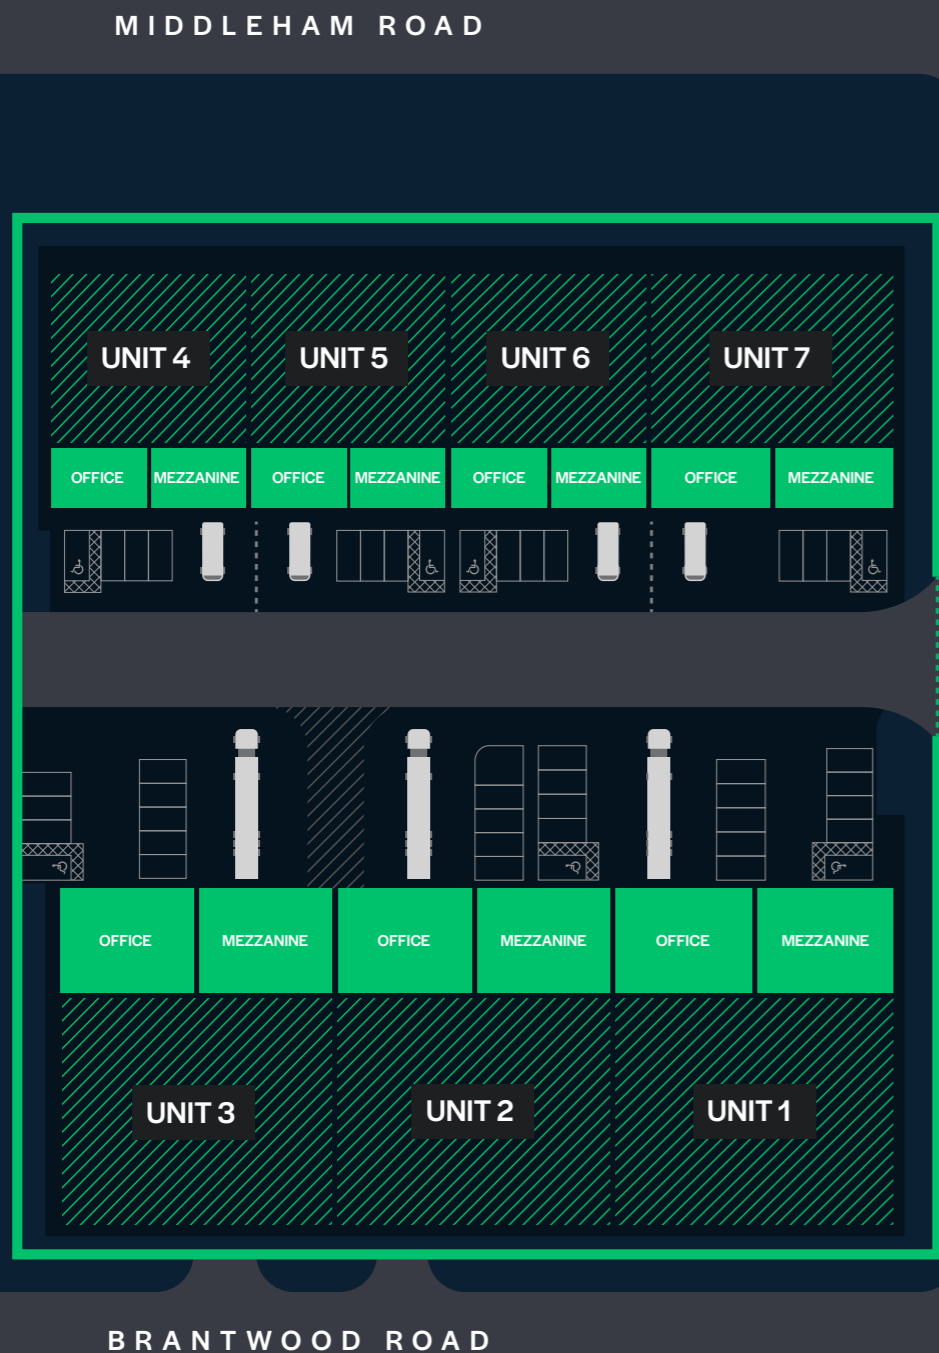 MIDDLEHAM ROAD
UNIT 4
UNIT 5
UNIT 6
UNIT 7
OFFICE
MEZZANINE
OFFICE
MEZZANINE
OFFICE
MEZZANINE
OFFICE
MEZZANINE
OFFICE
MEZZANINE
OFFICE
MEZZANINE
OFFICE
MEZZANINE
UNIT 3
UNIT 2
UNIT 1
BRANTWOOD ROAD